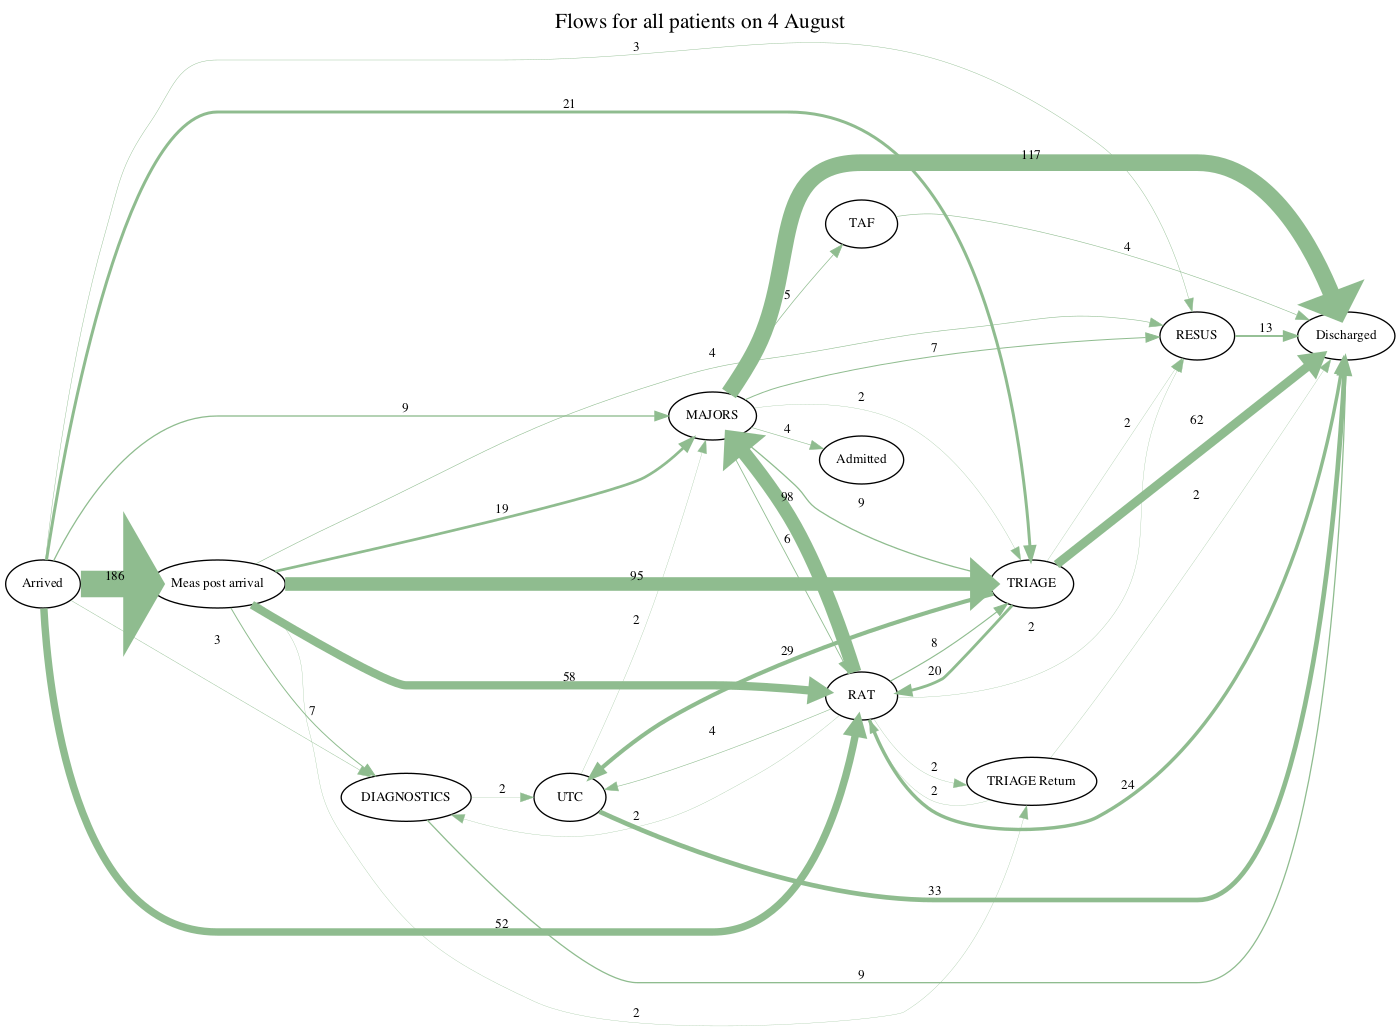 Flows for all patients on 4 August
3
21
117
TAF
4
5
RESUS
13
Discharged
4
7
9
MAJORS
2
4
2
62
Admitted
98
2
19
9
6
Arrived
186
Meas post arrival
95
TRIAGE
2
3
2
29
8
20
58
RAT
7
4
2
TRIAGE Return
24
DIAGNOSTICS
2
UTC
2
2
33
52
9
2